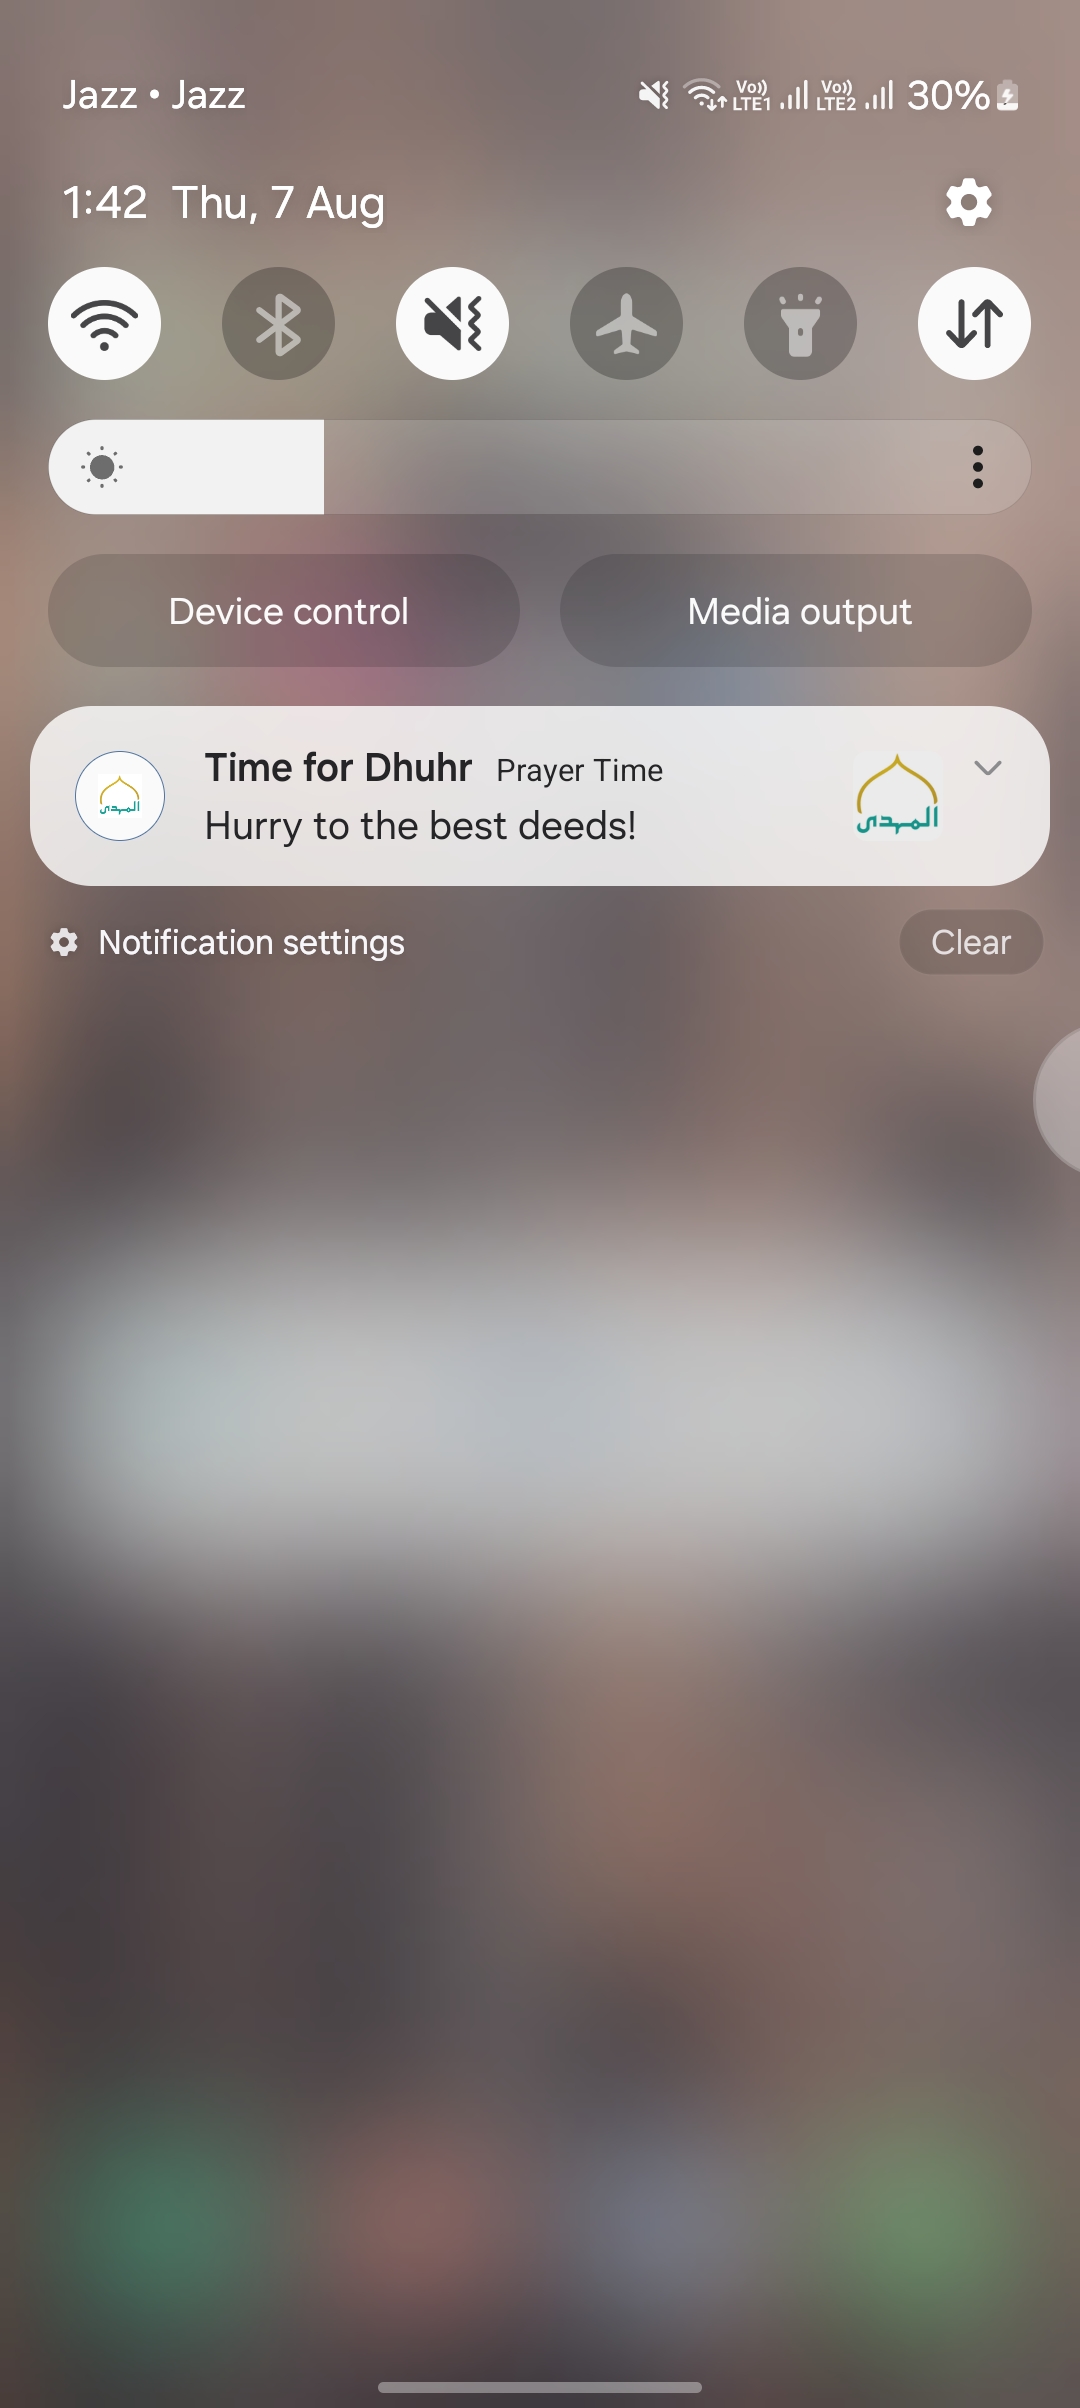 Jazz • Jazz
Vo)) LTE1 Vo)) LTE2 30%
1:42 Thu, 7 Aug
Device control
Media output
Time for Dhuhr Prayer Time
Hurry to the best deeds!
المهدى
المهدى
Notification settings
Clear